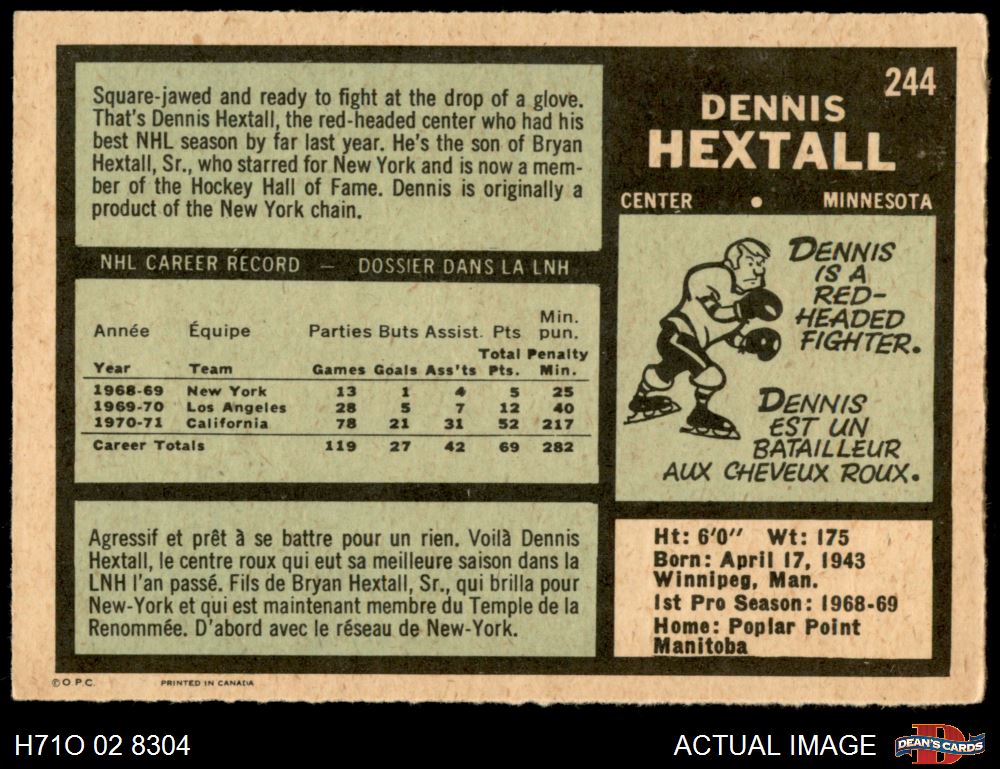 244
DENNIS
HEXTALL
CENTER • MINNESOTA
Square-jawed and ready to fight at the drop of a glove.
That's Dennis Hextall, the red-headed center who had his
best NHL season by far last year. He's the son of Bryan
Hextall, Sr., who starred for New York and is now a mem-
ber of the Hockey Hall of Fame. Dennis is originally a
product of the New York chain.
NHL CAREER RECORD — DOSSIER DANS LA LNH
Année Équipe Parties Buts Assist. Pts Min. pun.
Year Team Games Goals Ass'ts Total Pts. Penalty Min.
1968-69 New York 13 1 4 5 25
1969-70 Los Angeles 28 5 7 12 40
1970-71 California 78 21 31 52 217
Career Totals 119 27 42 69 282
Agressif et prêt à se battre pour un rien. Voilà Dennis
Hextall, le centre roux qui eut sa meilleure saison dans la
LNH l'an passé. Fils de Bryan Hextall, Sr., qui brilla pour
New-York et qui est maintenant membre du Temple de la
Renommée. D'abord avec le réseau de New-York.
DENNIS
IS A
RED-
HEADED
FIGHTER.
DENNIS
EST UN
BATAILLEUR
AUX CHEVEUX ROUX.
Ht: 6'0" Wt: 175
Born: April 17, 1943
Winnipeg, Man.
1st Pro Season: 1968-69
Home: Poplar Point
Manitoba
© O.P.C. PRINTED IN CANADA
H71O 02 8304
ACTUAL IMAGE
D
DEAN'S CARDS